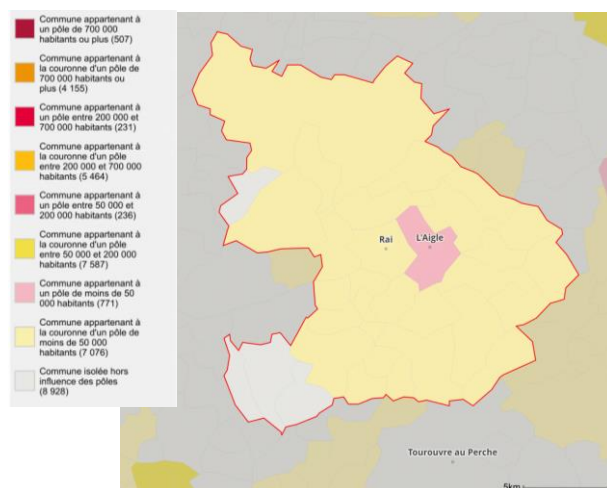 Commune appartenant à
un pôle de 700 000
habitants ou plus (507)
Commune appartenant à
la couronne d'un pôle de
700 000 habitants ou
plus (4 155)
Commune appartenant à
un pôle entre 200 000 et
700 000 habitants (231)
Commune appartenant à
la couronne d'un pôle
entre 200 000 et 700 000
habitants (5 464)
Commune appartenant à
un pôle entre 50 000 et
200 000 habitants (236)
Commune appartenant à
la couronne d'un pôle
entre 50 000 et 200 000
habitants (7 587)
Commune appartenant à
un pôle de moins de 50
000 habitants (771)
Commune appartenant à
la couronne d'un pôle de
moins de 50 000
habitants (7 076)
Commune isolée hors
influence des pôles
(8 928)
Rai
L'Aigle
Tourouvre au Perche
5km